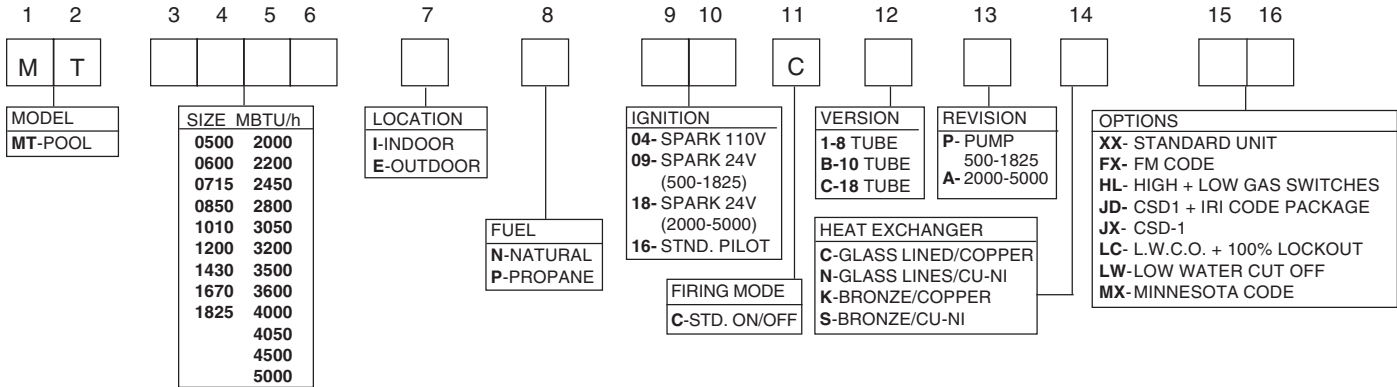 1 2 3 4 5 6 7 8 9 10 11 12 13 14 15 16
M T C
MODEL
MT-POOL
SIZE MBTU/h
0500 2000
0600 2200
0715 2450
0850 2800
1010 3050
1200 3200
1430 3500
1670 3600
1825 4000
4050
4500
5000
LOCATION
I-INDOOR
E-OUTDOOR
FUEL
N-NATURAL
P-PROPANE
IGNITION
04- SPARK 110V
09- SPARK 24V
(500-1825)
18- SPARK 24V
(2000-5000)
16- STND. PILOT
FIRING MODE
C-STD. ON/OFF
VERSION
1-8 TUBE
B-10 TUBE
C-18 TUBE
REVISION
P- PUMP
500-1825
A- 2000-5000
HEAT EXCHANGER
C-GLASS LINED/COPPER
N-GLASS LINES/CU-NI
K-BRONZE/COPPER
S-BRONZE/CU-NI
OPTIONS
XX- STANDARD UNIT
FX- FM CODE
HL- HIGH + LOW GAS SWITCHES
JD- CSD1 + IRI CODE PACKAGE
JX- CSD-1
LC- L.W.C.O. + 100% LOCKOUT
LW-LOW WATER CUT OFF
MX-MINNESOTA CODE